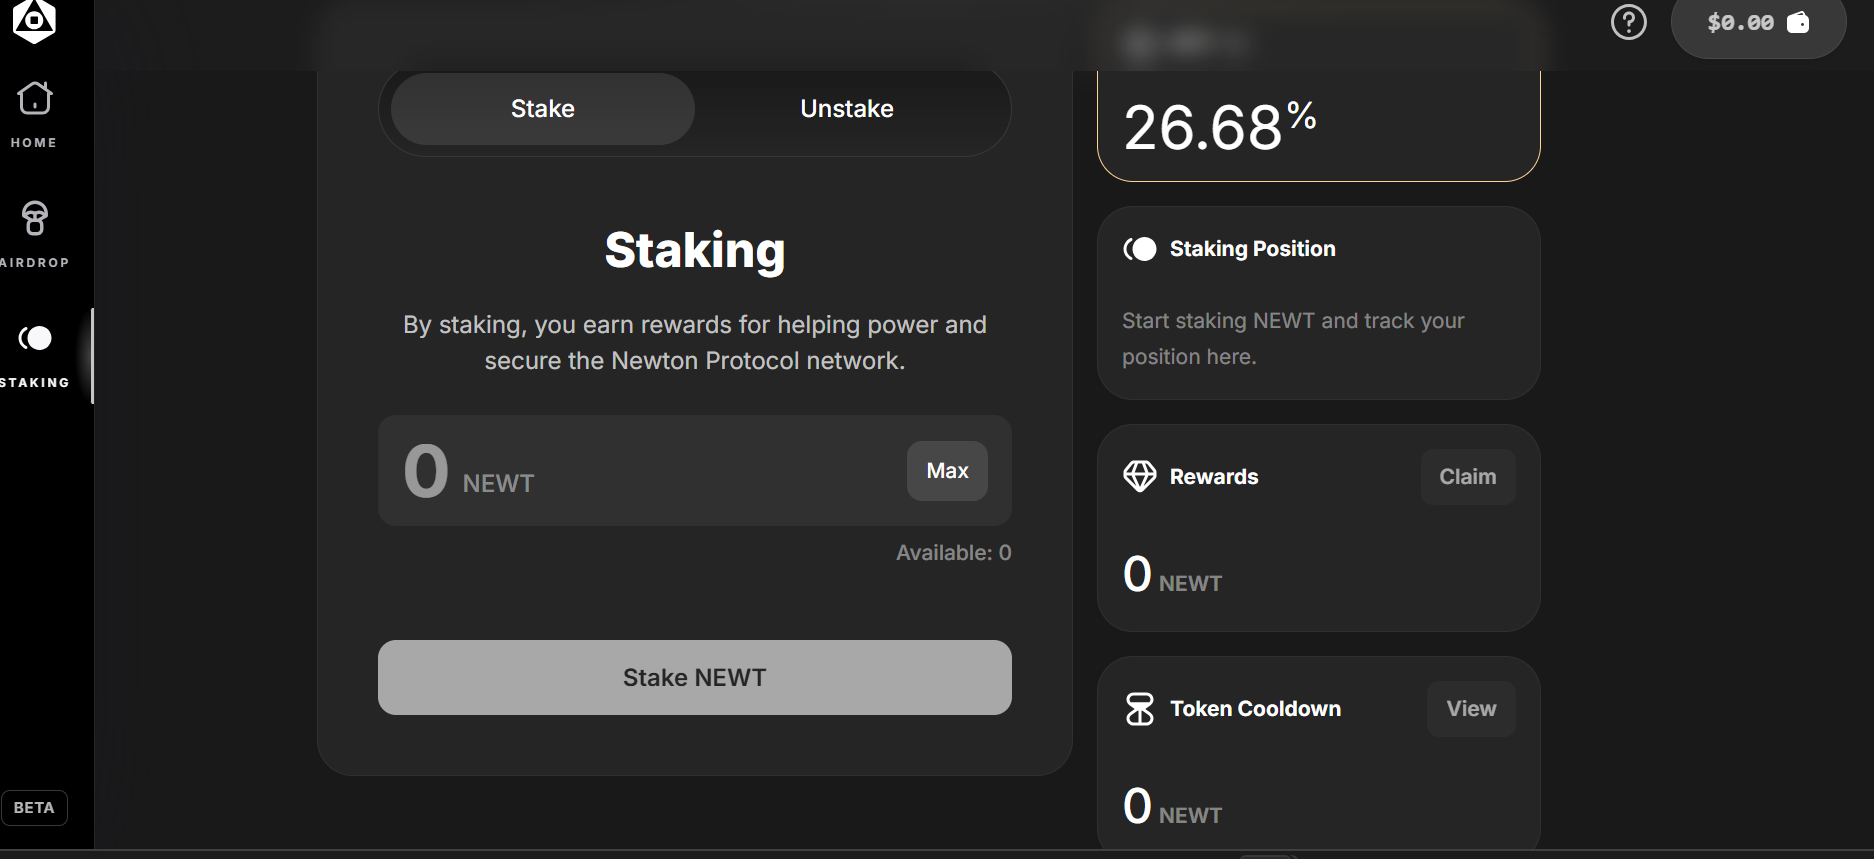 $0.00
HOME
AIRDROP
STAKING
BETA
Stake
Unstake
Staking
By staking, you earn rewards for helping power and
secure the Newton Protocol network.
0 NEWT
Max
Available: 0
Stake NEWT
26.68%
Staking Position
Start staking NEWT and track your
position here.
Rewards
Claim
0 NEWT
Token Cooldown
View
0 NEWT